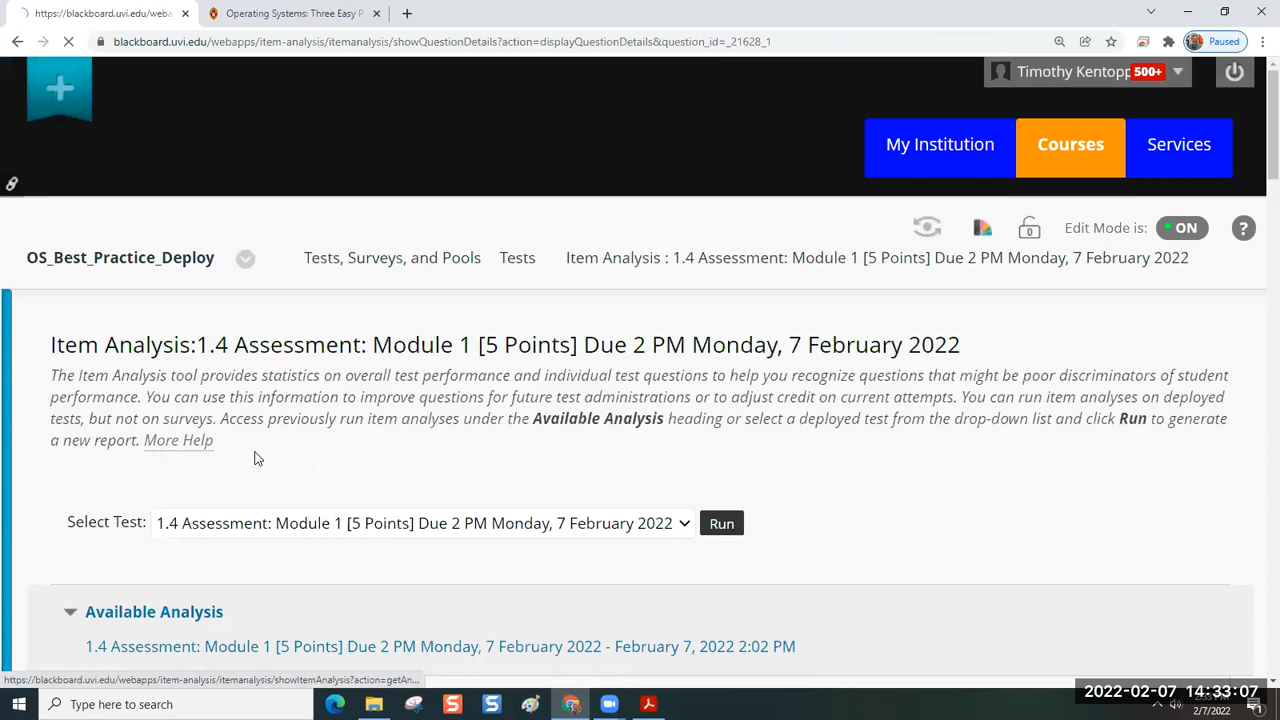 https://blackboard.uvi.edu/weba
Operating Systems: Three Easy P
blackboard.uvi.edu/webapps/item-analysis/itemanalysis/showQuestionDetails?action=displayQuestionDetails&question_id=_21628_1
Paused
Timothy Kentopp 500+
My Institution Courses Services
Edit Mode is: ON ?
0
OS_Best_Practice_Deploy Tests, Surveys, and Pools Tests Item Analysis : 1.4 Assessment: Module 1 [5 Points] Due 2 PM Monday, 7 February 2022
Item Analysis:1.4 Assessment: Module 1 [5 Points] Due 2 PM Monday, 7 February 2022
The Item Analysis tool provides statistics on overall test performance and individual test questions to help you recognize questions that might be poor discriminators of student
performance. You can use this information to improve questions for future test administrations or to adjust credit on current attempts. You can run item analyses on deployed
tests, but not on surveys. Access previously run item analyses under the Available Analysis heading or select a deployed test from the drop-down list and click Run to generate
a new report. More Help
Select Test: 1.4 Assessment: Module 1 [5 Points] Due 2 PM Monday, 7 February 2022 Run
Available Analysis
1.4 Assessment: Module 1 [5 Points] Due 2 PM Monday, 7 February 2022 - February 7, 2022 2:02 PM
https://blackboard.uvi.edu/webapps/item-analysis/itemanalysis/showItemAnalysis?action=getAn...
Type here to search
2022-02-07 14:33:07
2/7/2022